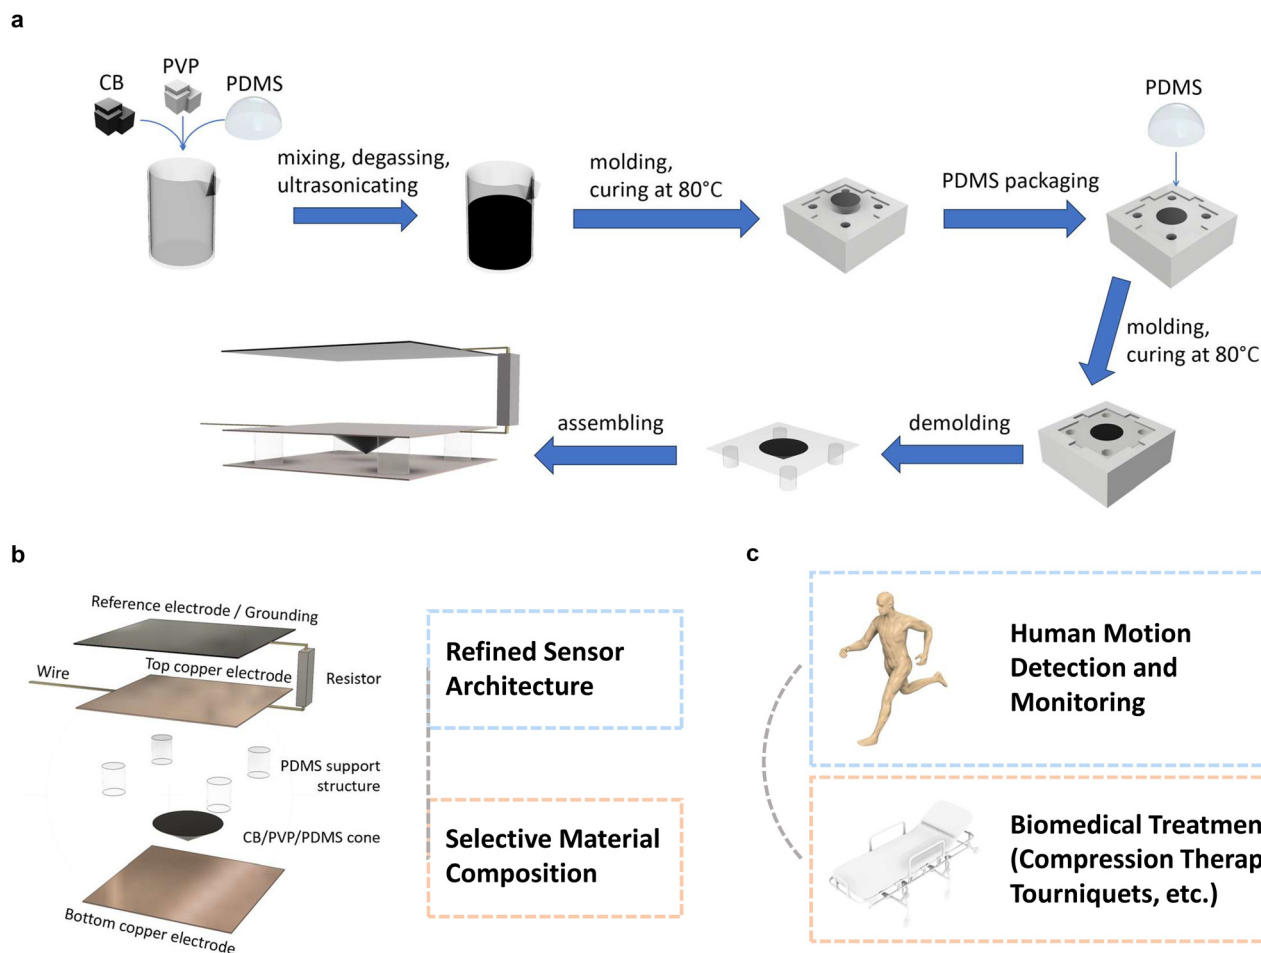 a
CB
PVP
PDMS
mixing, degassing,
ultrasonicating
molding,
curing at 80°C
PDMS packaging
PDMS
molding,
curing at 80°C
demolding
assembling
b
Reference electrode / Grounding
Top copper electrode
Wire
Resistor
PDMS support
structure
CB/PVP/PDMS cone
Bottom copper electrode
Refined Sensor
Architecture
Selective Material
Composition
c
Human Motion
Detection and
Monitoring
Biomedical Treatmen
(Compression Therap
Tourniquets, etc.)